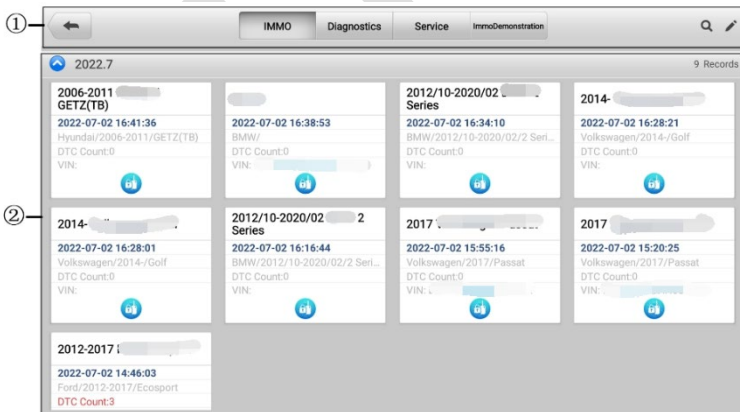 ①
IMMO Diagnostics Service ImmoDemonstration
2022.7 9 Records
②
2006-2011
GETZ(TB)
2022-07-02 16:41:36
Hyundai/2006-2011/GETZ(TB)
DTC Count:0
VIN:
2022-07-02 16:38:53
BMW/
DTC Count:0
VIN:
2012/10-2020/02
Series
2022-07-02 16:34:10
BMW/2012/10-2020/02/2 Seri...
DTC Count:0
VIN:
2014-
2022-07-02 16:28:21
Volkswagen/2014-/Golf
DTC Count:0
VIN:
2014-
2022-07-02 16:28:01
Volkswagen/2014-/Golf
DTC Count:0
VIN:
2012/10-2020/02 2
Series
2022-07-02 16:16:44
BMW/2012/10-2020/02/2 Seri...
DTC Count:0
VIN:
2017
2022-07-02 15:55:16
Volkswagen/2017/Passat
DTC Count:0
VIN:
2017
2022-07-02 15:20:25
Volkswagen/2017/Passat
DTC Count:0
VIN:
2012-2017
2022-07-02 14:46:03
Ford/2012-2017/Ecosport
DTC Count:3